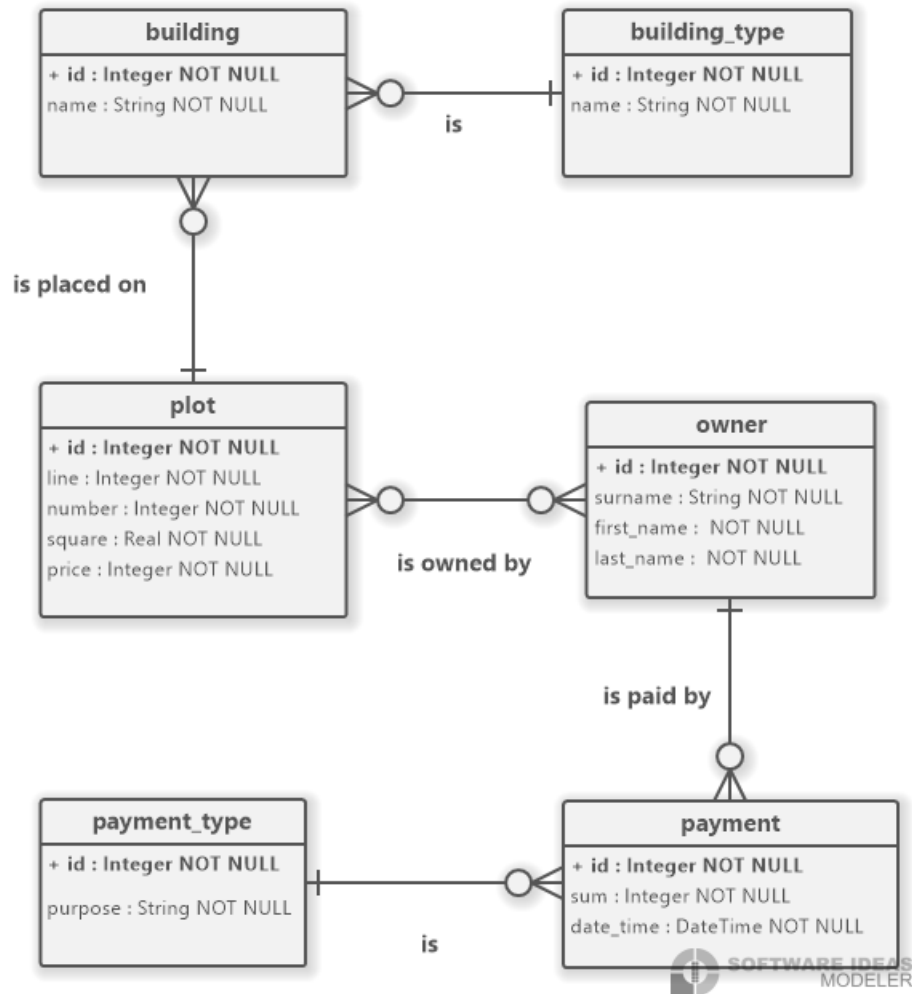 building
+ id : Integer NOT NULL
name : String NOT NULL
building_type
+ id : Integer NOT NULL
name : String NOT NULL
is
is placed on
plot
+ id : Integer NOT NULL
line : Integer NOT NULL
number : Integer NOT NULL
square : Real NOT NULL
price : Integer NOT NULL
owner
+ id : Integer NOT NULL
surname : String NOT NULL
first_name :  NOT NULL
last_name :  NOT NULL
is owned by
is paid by
payment_type
+ id : Integer NOT NULL
purpose : String NOT NULL
is
payment
+ id : Integer NOT NULL
sum : Integer NOT NULL
date_time : DateTime NOT NULL
SOFTWARE IDEAS
MODELER